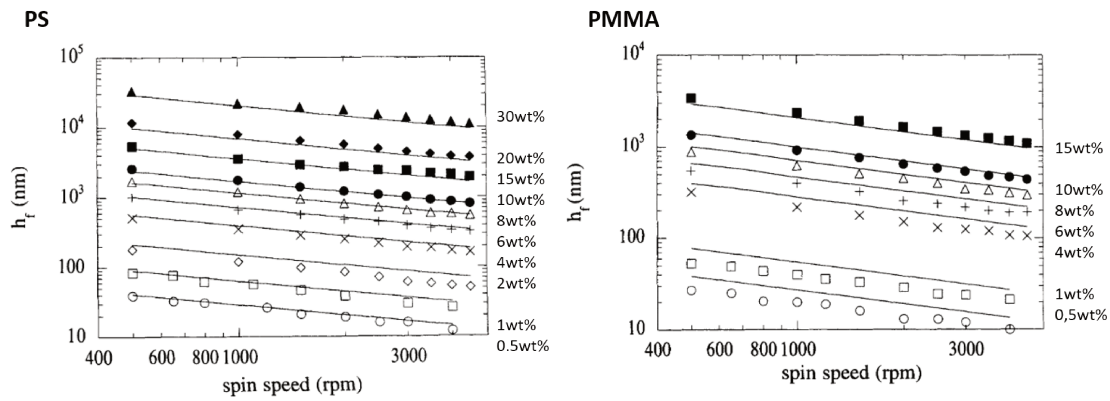 PS
10^5
10^4
10^3
100
10
h_f (nm)
400
600
800
1000
3000
spin speed (rpm)
30wt%
20wt%
15wt%
10wt%
8wt%
6wt%
4wt%
2wt%
1wt%
0.5wt%
PMMA
10^4
10^3
100
10
h_f (nm)
400
600
800
1000
3000
spin speed (rpm)
15wt%
10wt%
8wt%
6wt%
4wt%
1wt%
0,5wt%